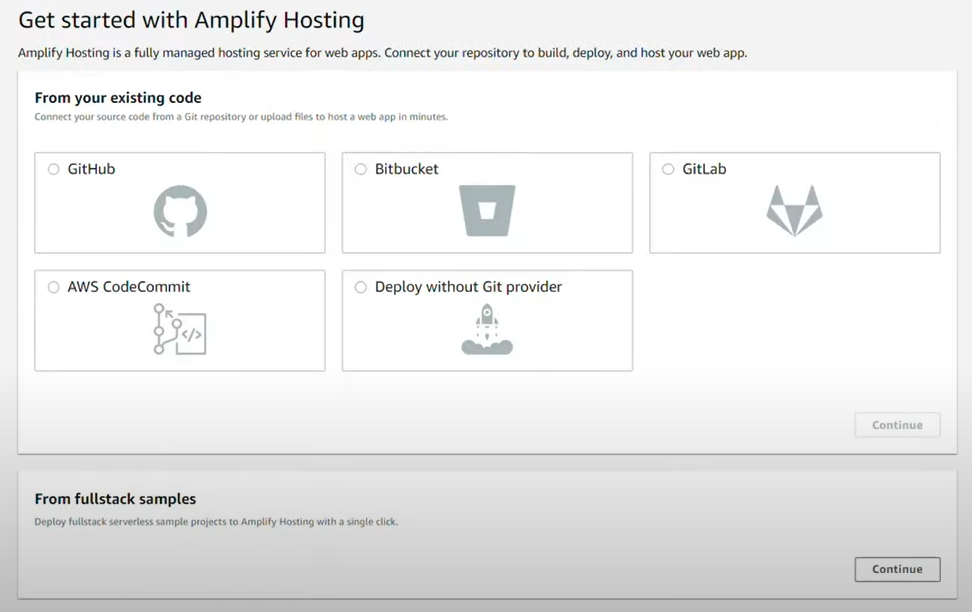 Get started with Amplify Hosting
Amplify Hosting is a fully managed hosting service for web apps. Connect your repository to build, deploy, and host your web app.
From your existing code
Connect your source code from a Git repository or upload files to host a web app in minutes.
GitHub
Bitbucket
GitLab
AWS CodeCommit
Deploy without Git provider
Continue
From fullstack samples
Deploy fullstack serverless sample projects to Amplify Hosting with a single click.
Continue